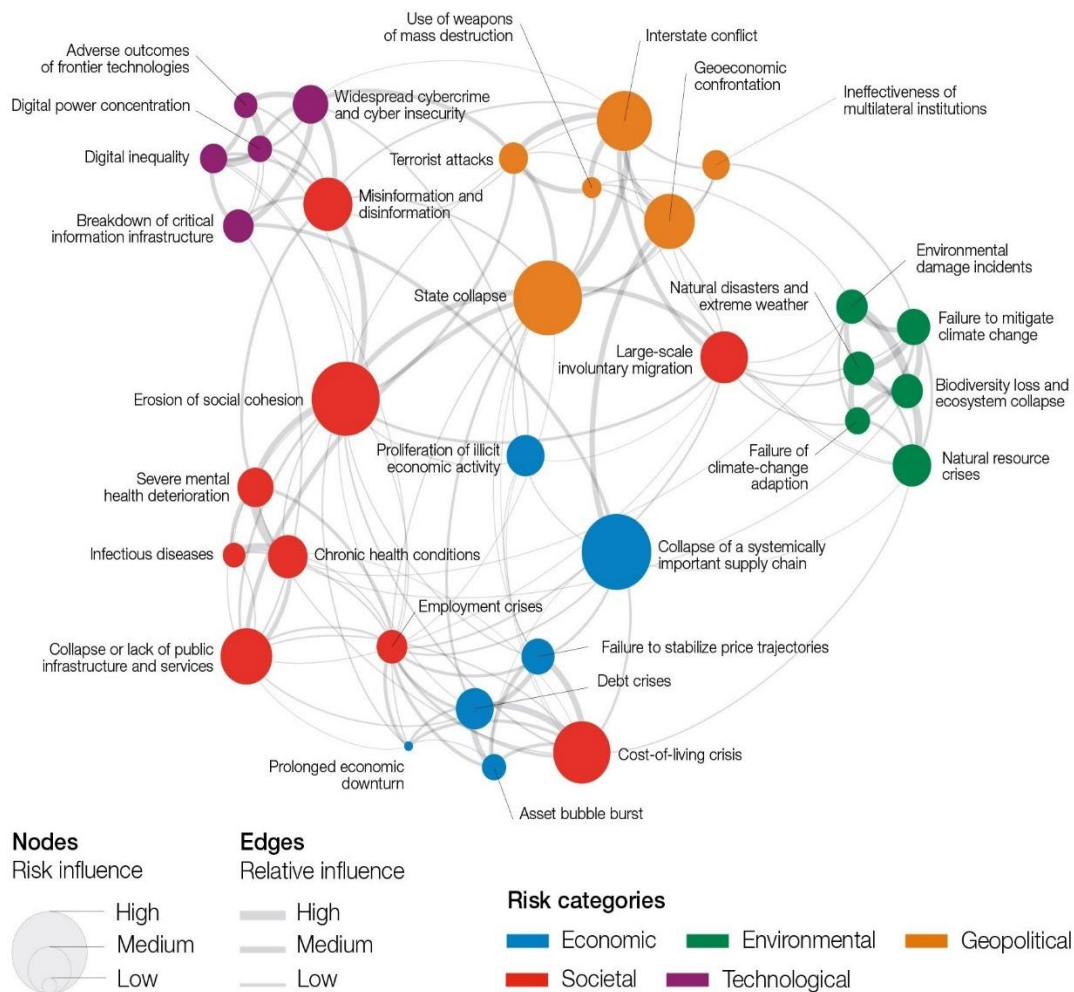 Use of weapons
of mass destruction
Interstate conflict
Adverse outcomes
of frontier technologies
Geoeconomic
confrontation
Ineffectiveness of
multilateral institutions
Digital power concentration
Widespread cybercrime
and cyber insecurity
Digital inequality
Terrorist attacks
Misinformation and
disinformation
Breakdown of critical
information infrastructure
Environmental
damage incidents
Natural disasters and
extreme weather
State collapse
Failure to mitigate
climate change
Large-scale
involuntary migration
Biodiversity loss and
ecosystem collapse
Erosion of social cohesion
Proliferation of illicit
economic activity
Failure of
climate-change
adaption
Natural resource
crises
Severe mental
health deterioration
Infectious diseases
Chronic health conditions
Collapse of a systemically
important supply chain
Employment crises
Collapse or lack of public
infrastructure and services
Failure to stabilize price trajectories
Debt crises
Prolonged economic
downturn
Cost-of-living crisis
Asset bubble burst
Nodes
Risk influence
High
Medium
Low
Edges
Relative influence
High
Medium
Low
Risk categories
Economic
Environmental
Geopolitical
Societal
Technological